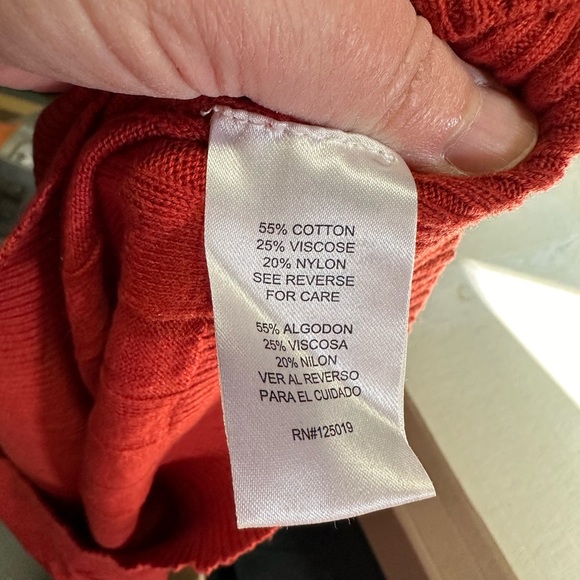 55% COTTON
25% VISCOSE
20% NYLON
SEE REVERSE
FOR CARE
55% ALGODON
25% VISCOSA
20% NILON
VER AL REVERSO
PARA EL CUIDADO
RN#125019